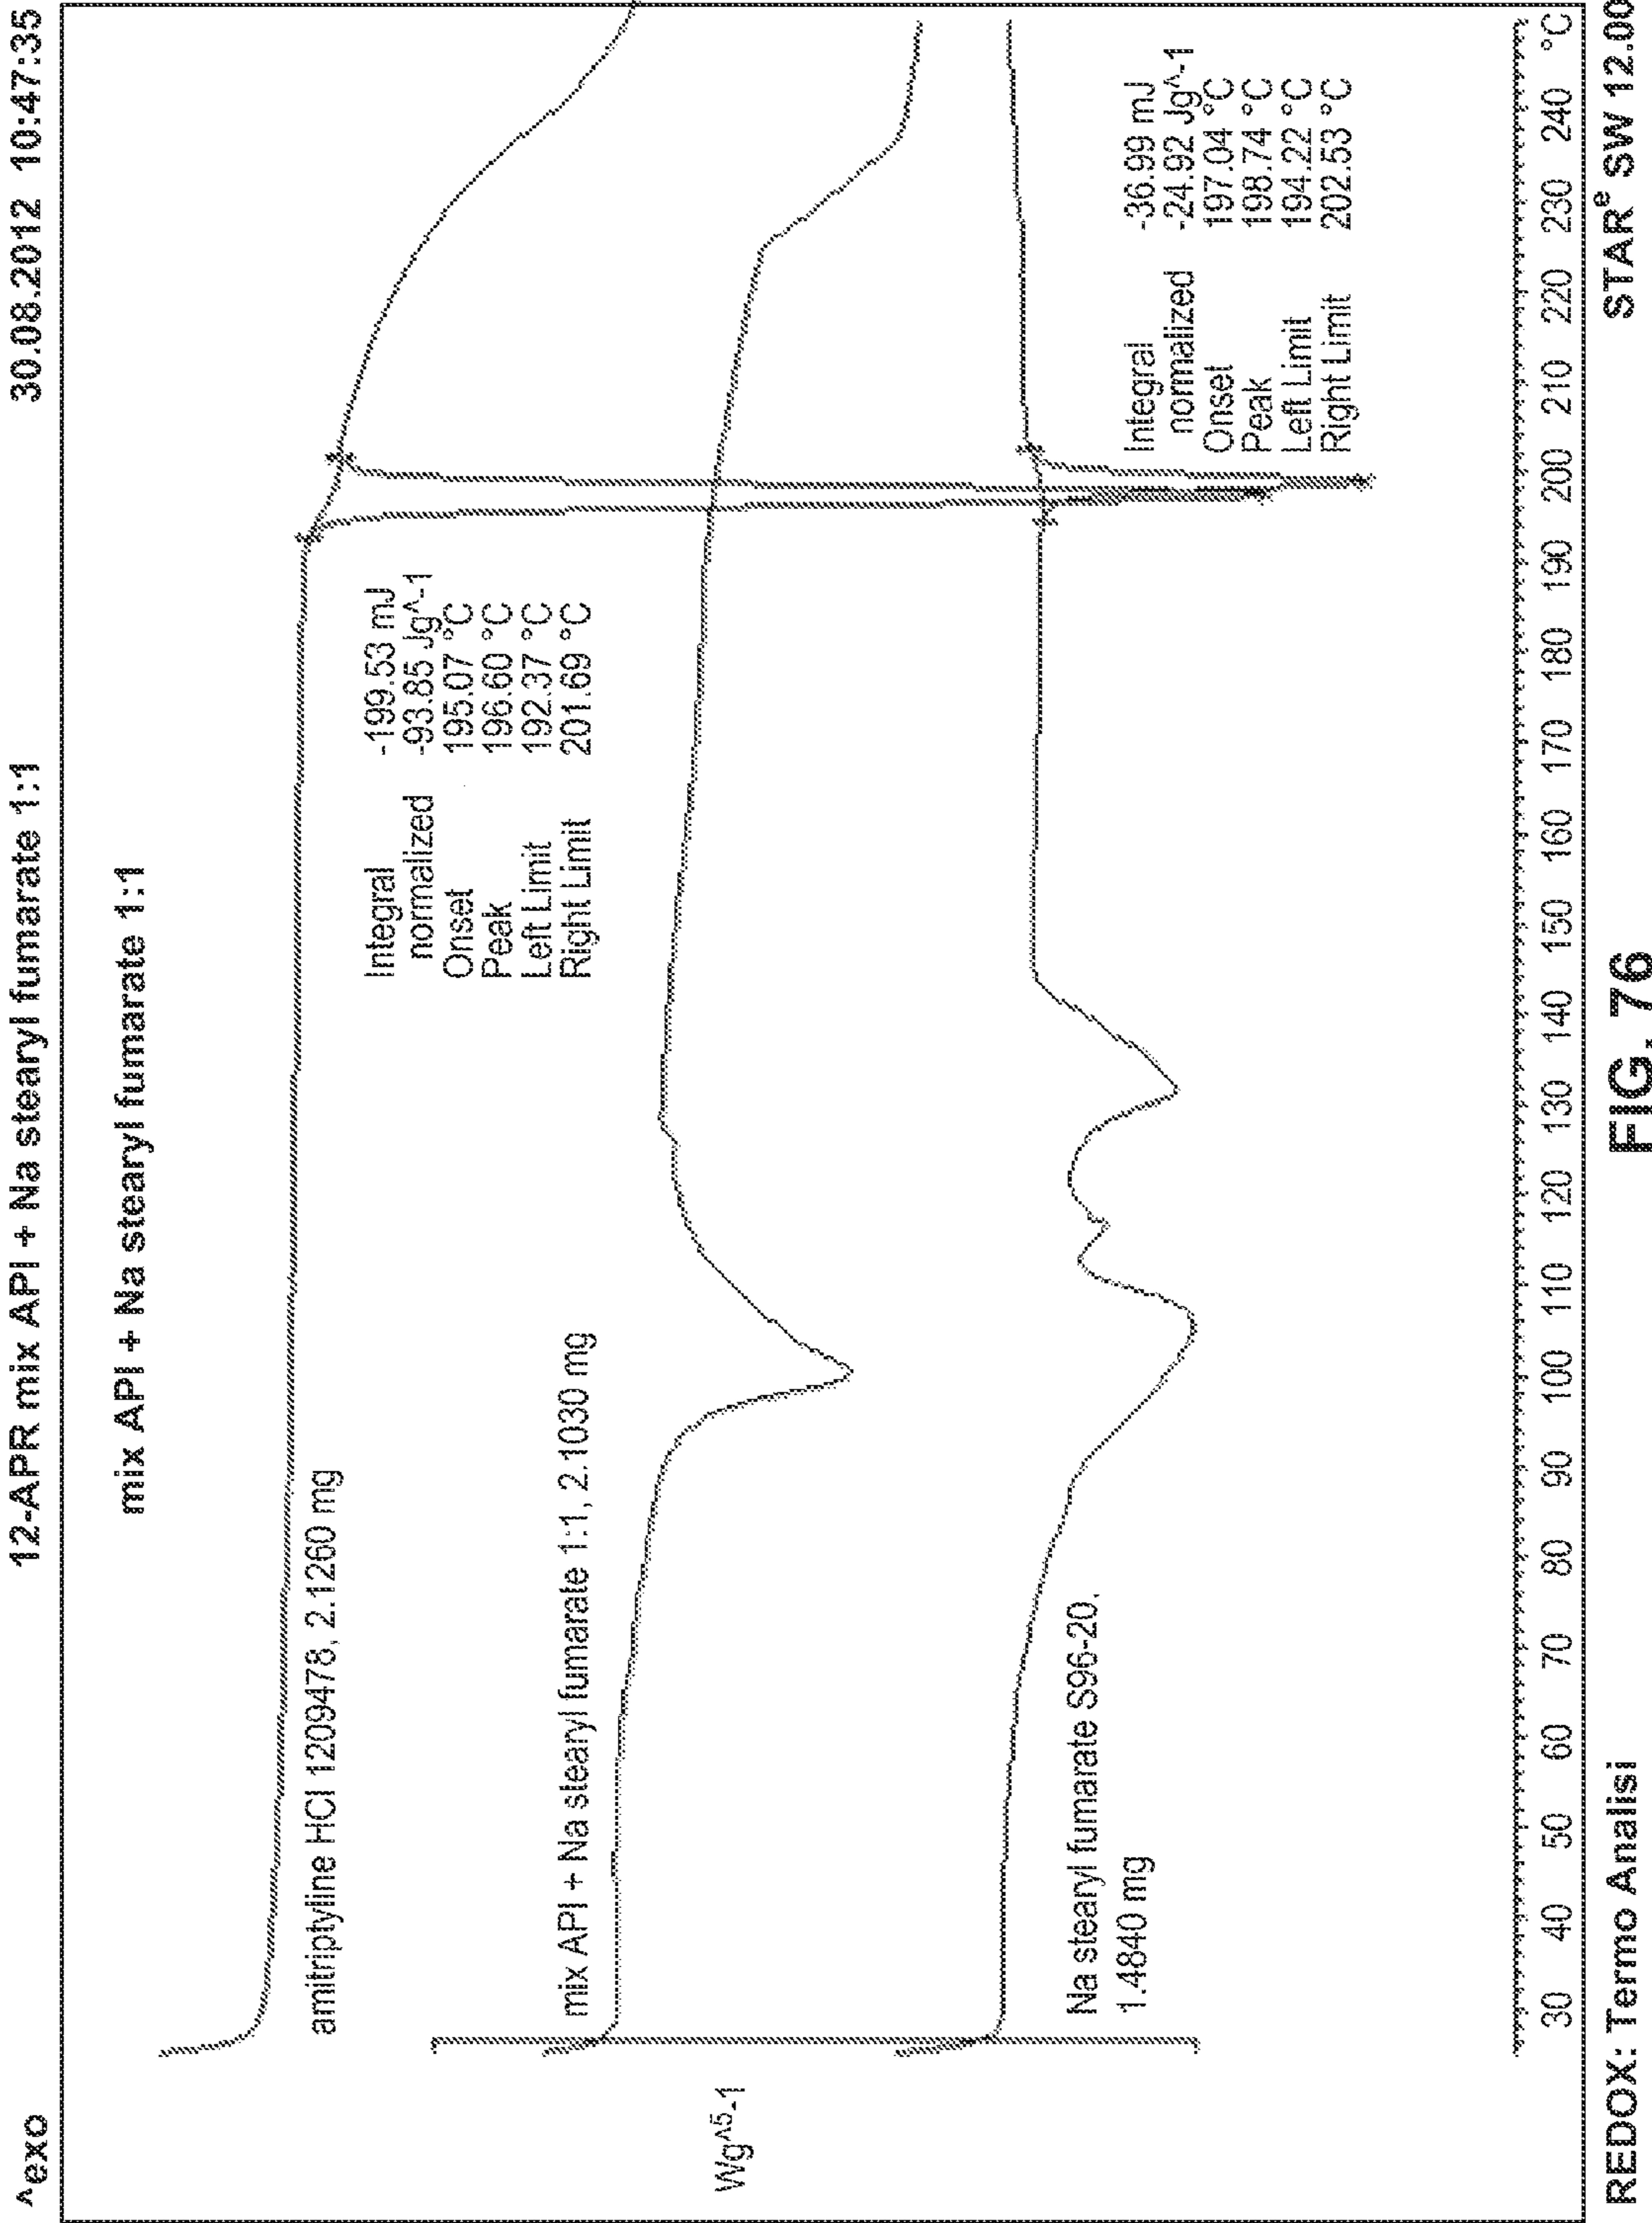 ^exo
12-APR mix API + Na stearyl fumarate 1:1
30.08.2012 10:47:35
mix API + Na stearyl fumarate 1:1
amitriptyline HCl 1209478, 2.1260 mg
Integral -199.53 mJ
normalized -93.85 Jg^-1
Onset 195.07 °C
Peak 196.60 °C
Left Limit 192.37 °C
Right Limit 201.69 °C
mix API + Na stearyl fumarate 1:1, 2.1030 mg
Wg^5-1
Na stearyl fumarate S96-20,
1.4840 mg
Integral -36.99 mJ
normalized -24.92 Jg^-1
Onset 197.04 °C
Peak 198.74 °C
Left Limit 194.22 °C
Right Limit 202.53 °C
30 40 50 60 70 80 90 100 110 120 130 140 150 160 170 180 190 200 210 220 230 240 °C
REDOX: Termo Analisi
STARe SW 12.00
FIG. 76